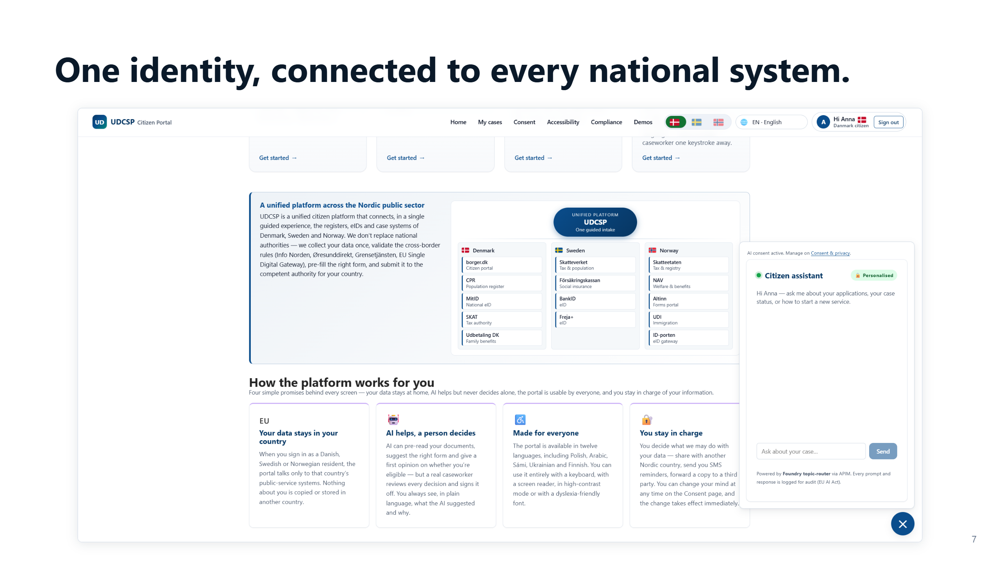 One identity, connected to every national system.
UD UDCSP Citizen Portal
Home My cases Consent Accessibility Compliance Demos
EN · English
A Hi Anna
Danmark citizen
Sign out
caseworker one keystroke away.
Get started →
Get started →
Get started →
Get started →
A unified platform across the Nordic public sector
UDCSP is a unified citizen platform that connects, in a single
guided experience, the registers, eIDs and case systems of
Denmark, Sweden and Norway. We don't replace national
authorities — we collect your data once, validate the cross-border
rules (Info Norden, Øresunddirekt, Grensetjänsten, EU Single
Digital Gateway), pre-fill the right form, and submit it to the
competent authority for your country.
UNIFIED PLATFORM
UDCSP
One guided intake
Denmark
borger.dk
Citizen portal
CPR
Population register
MitID
National eID
SKAT
Tax authority
Udbetaling DK
Family benefits
Sweden
Skatteverket
Tax & population
Försäkringskassan
Social insurance
BankID
eID
Freja+
eID
Norway
Skatteetaten
Tax & registry
NAV
Welfare & benefits
Altinn
Forms portal
UDI
Immigration
ID-porten
eID gateway
How the platform works for you
Four simple promises behind every screen — your data stays at home, AI helps but never decides alone, the portal is usable by everyone, and you stay in charge of your information.
EU
Your data stays in your
country
When you sign in as a Danish,
Swedish or Norwegian resident, the
portal talks only to that country's
public-service systems. Nothing
about you is copied or stored in
another country.
AI helps, a person decides
AI can pre-read your documents,
suggest the right form and give a
first opinion on whether you're
eligible — but a real caseworker
reviews every decision and signs it
off. You always see, in plain
language, what the AI suggested
and why.
Made for everyone
The portal is available in twelve
languages, including Polish, Arabic,
Sámi, Ukrainian and Finnish. You can
use it entirely with a keyboard, with
a screen reader, in high-contrast
mode or with a dyslexia-friendly
font.
You stay in charge
You decide what we may do with
your data — share with another
Nordic country, send you SMS
reminders, forward a copy to a third
party. You can change your mind at
any time on the Consent page, and
the change takes effect immediately.
AI consent active. Manage on Consent & privacy.
Citizen assistant
Personalised
Hi Anna — ask me about your applications, your case
status, or how to start a new service.
Ask about your case...
Send
Powered by Foundry topic-router via APIM. Every prompt and
response is logged for audit (EU AI Act).
7